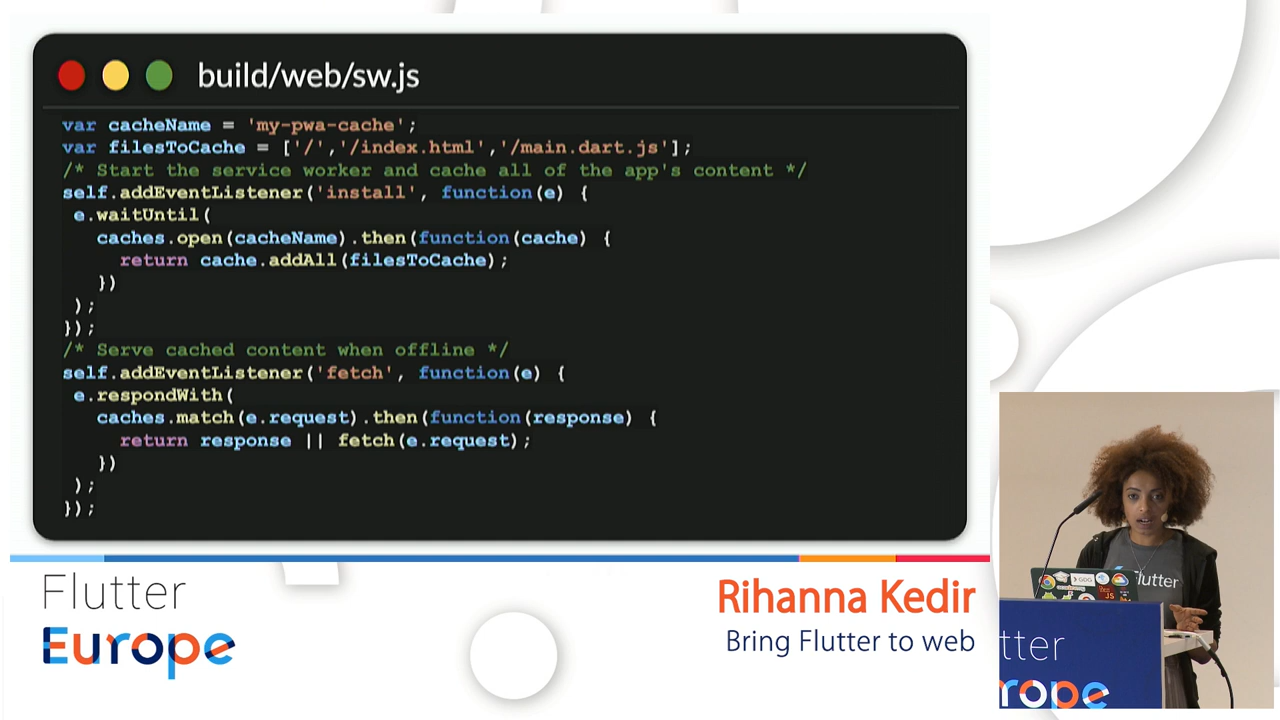 build/web/sw.js
var cacheName = 'my-pwa-cache';
var filesToCache = ['/','/index.html','/main.dart.js'];
/* Start the service worker and cache all of the app's content */
self.addEventListener('install', function(e) {
 e.waitUntil(
   caches.open(cacheName).then(function(cache) {
     return cache.addAll(filesToCache);
   })
 );
});
/* Serve cached content when offline */
self.addEventListener('fetch', function(e) {
 e.respondWith(
   caches.match(e.request).then(function(response) {
     return response || fetch(e.request);
   })
 );
});
Flutter
Europe
Rihanna Kedir
Bring Flutter to web
GDG
JS
lutter
tter
rope